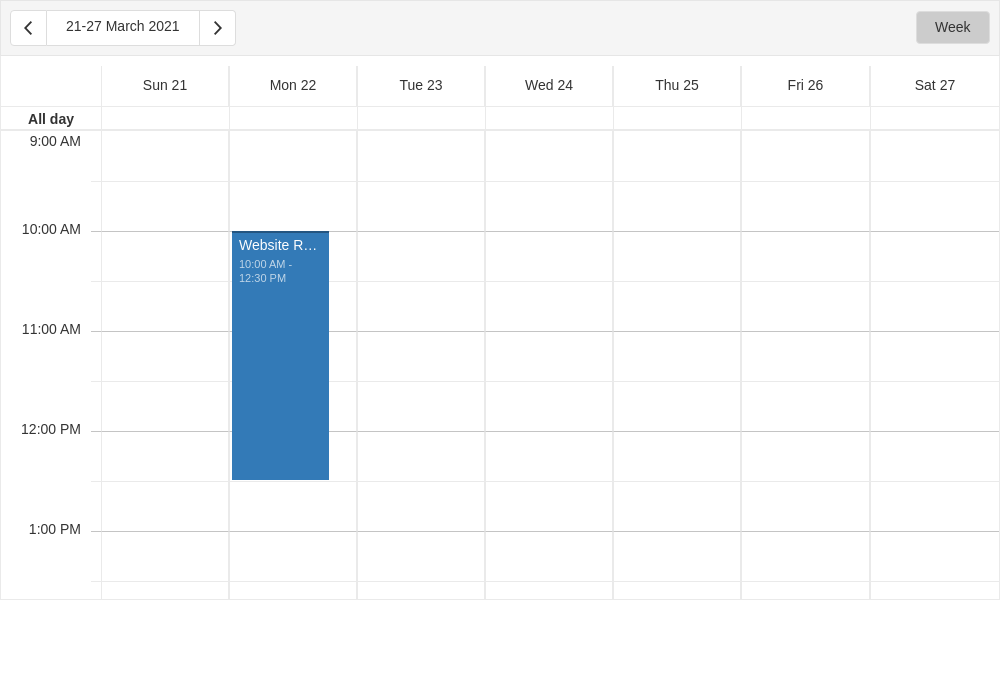 21-27 March 2021
Week
Sun 21
Mon 22
Tue 23
Wed 24
Thu 25
Fri 26
Sat 27
All day
9:00 AM
10:00 AM
Website R…
10:00 AM -
12:30 PM
11:00 AM
12:00 PM
1:00 PM